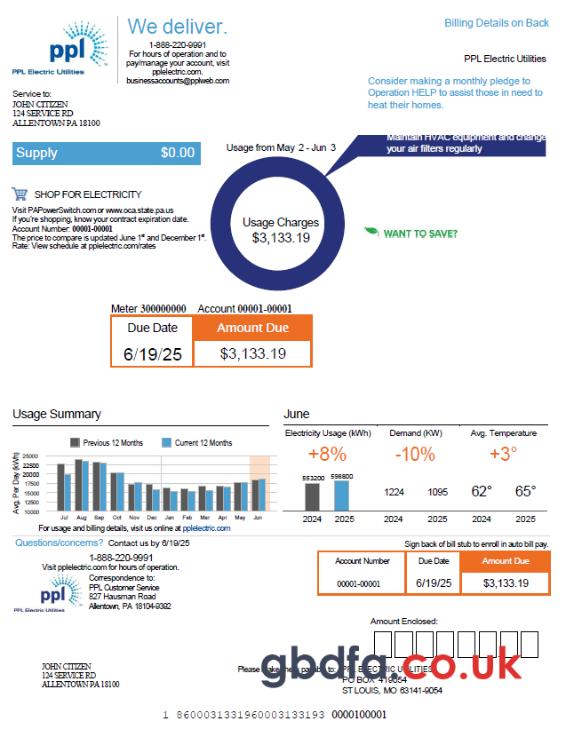 We deliver.
Billing Details on Back
ppl
PPL Electric Utilities
1-888-220-9991
For hours of operation and to
pay/manage your account, visit
pplelectric.com.
businessaccounts@pplweb.com
PPL Electric Utilities
Consider making a monthly pledge to
Operation HELP to assist those in need to
heat their homes.
Service to:
JOHN CITIZEN
124 SERVICE RD
ALLENTOWN PA 18100
Maintain HVAC equipment and change
your air filters regularly
Supply $0.00
Usage from May 2 - Jun 3
SHOP FOR ELECTRICITY
Visit PAPowerSwitch.com or www.oca.state.pa.us
If you're shopping, know your contract expiration date.
Account Number: 00001-00001
The price to compare is updated June 1st and December 1st.
Rate: View schedule at pplelectric.com/rates
Usage Charges
$3,133.19
WANT TO SAVE?
Meter 300000000 Account 00001-00001
Due Date Amount Due
6/19/25 $3,133.19
Usage Summary
June
Previous 12 Months Current 12 Months
Avg. Per Day (kWh)
25000
22500
20000
17500
15000
12500
10000
Jul Aug Sep Oct Nov Dec Jan Feb Mar Apr May Jun
For usage and billing details, visit us online at pplelectric.com
Electricity Usage (kWh) Demand (KW) Avg. Temperature
+8% -10% +3°
553200 596800
1224 1095 62° 65°
2024 2025 2024 2025 2024 2025
Questions/concerns? Contact us by 6/19/25
1-888-220-9991
Visit pplelectric.com for hours of operation.
ppl
PPL Electric Utilities
Correspondence to:
PPL Customer Service
827 Hausman Road
Allentown, PA 18104-9392
Sign back of bill stub to enroll in auto bill pay.
Account Number Due Date Amount Due
00001-00001 6/19/25 $3,133.19
Amount Enclosed:
JOHN CITIZEN
124 SERVICE RD
ALLENTOWN PA 18100
Please make check payable to: PPL ELECTRIC UTILITIES
PO BOX 419054
ST LOUIS, MO 63141-9054
gbdfa.co.uk
1 8600031331960003133193 0000100001